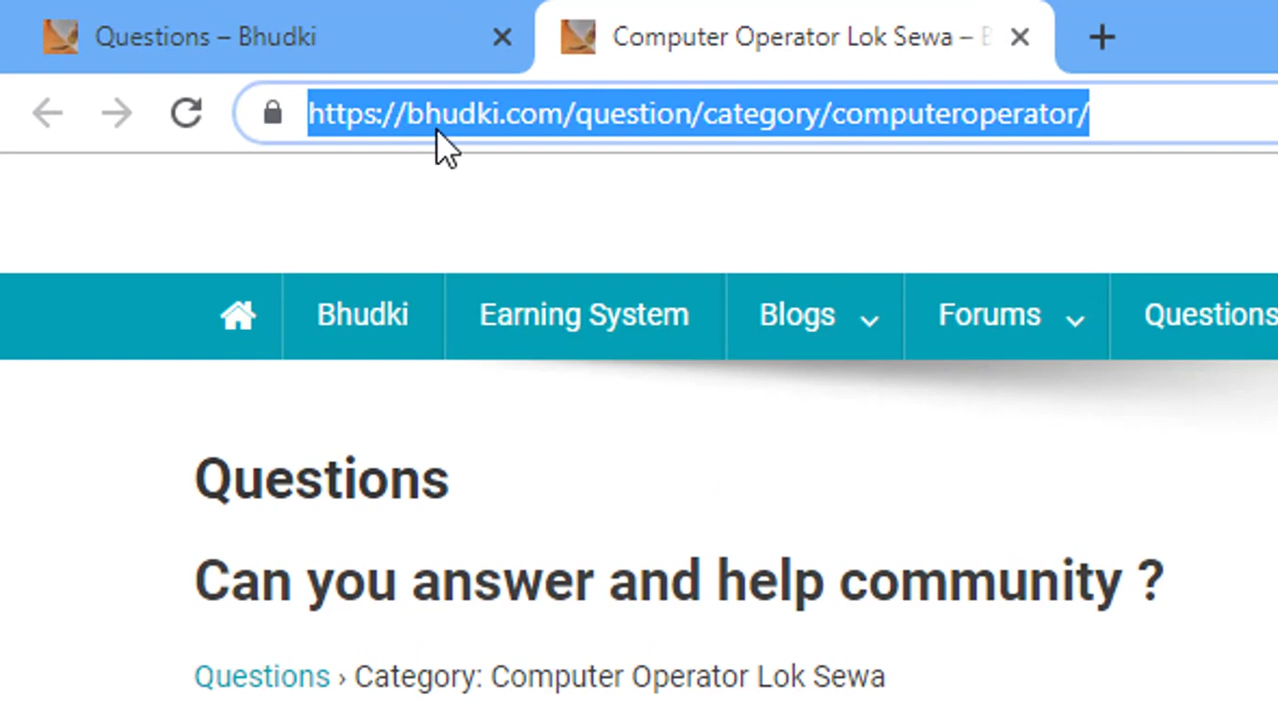 Questions – Bhudki
Computer Operator Lok Sewa –
https://bhudki.com/question/category/computeroperator/
Bhudki Earning System Blogs Forums Questions
Questions
Can you answer and help community ?
Questions › Category: Computer Operator Lok Sewa